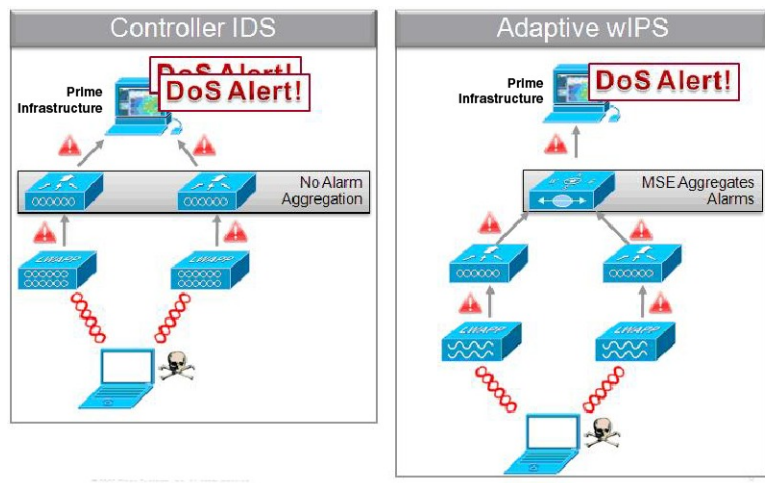 Controller IDS
DoS Alert!
DoS Alert!
Prime
Infrastructure
No Alarm
Aggregation
LWAPP
LWAPP
Adaptive wIPS
DoS Alert!
Prime
Infrastructure
MSE Aggregates
Alarms
LWAPP
LWAPP